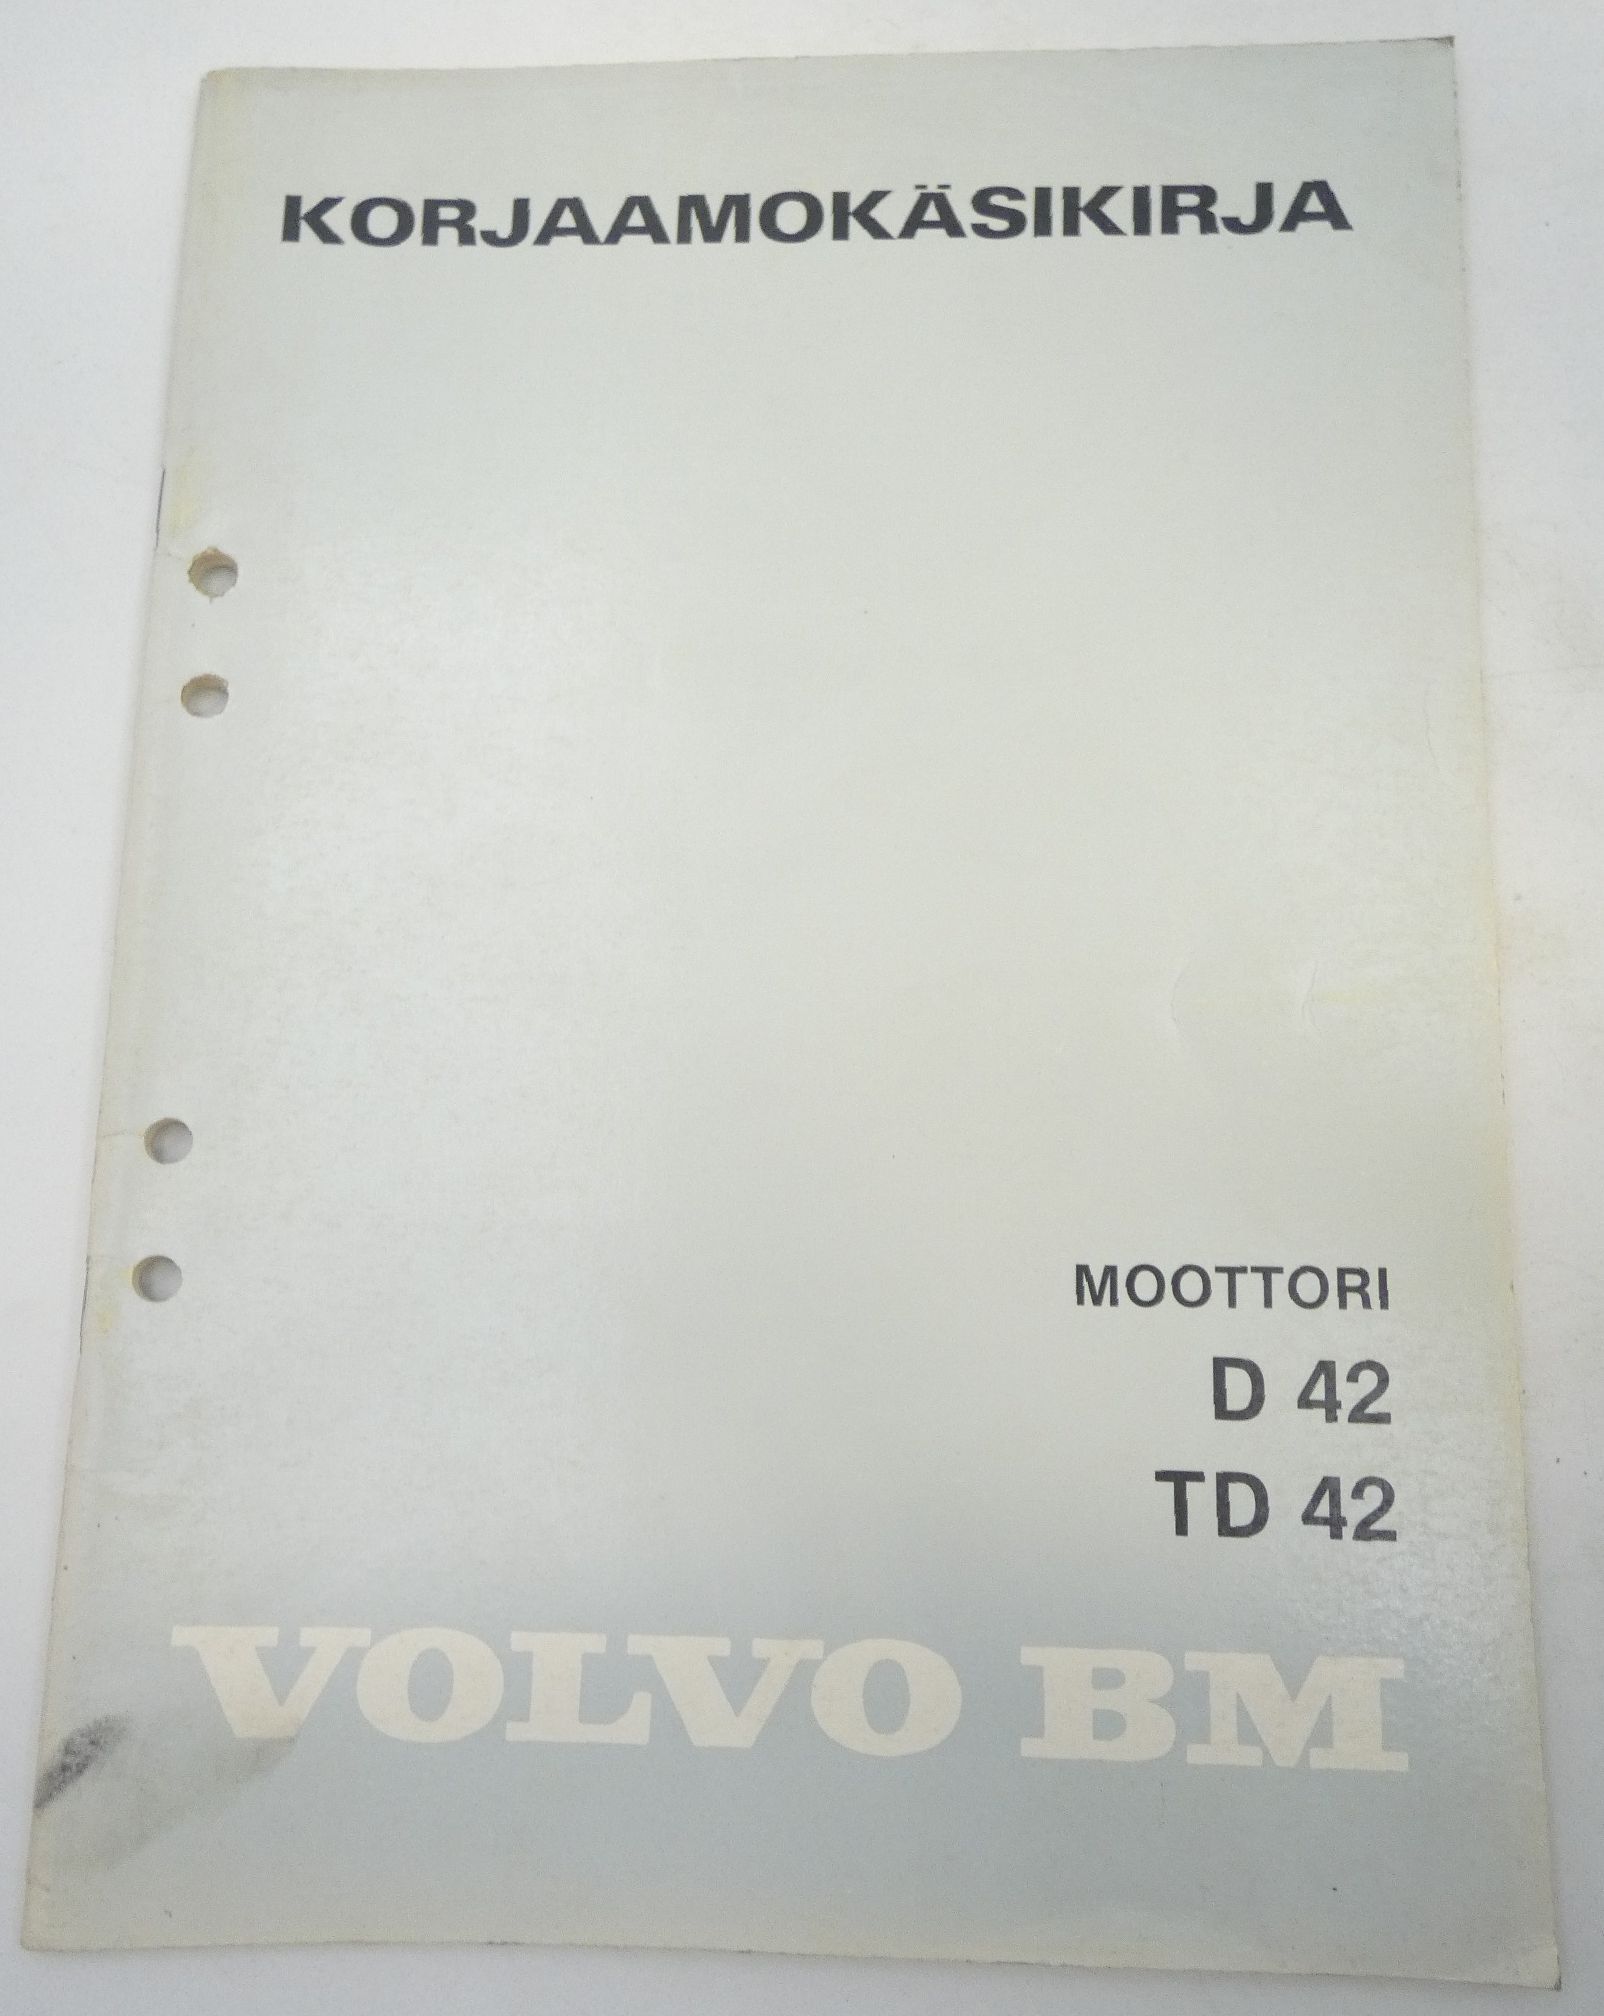 KORJAAMOKÄSIKIRJA
MOOTTORI
D 42
TD 42
VOLVO BM